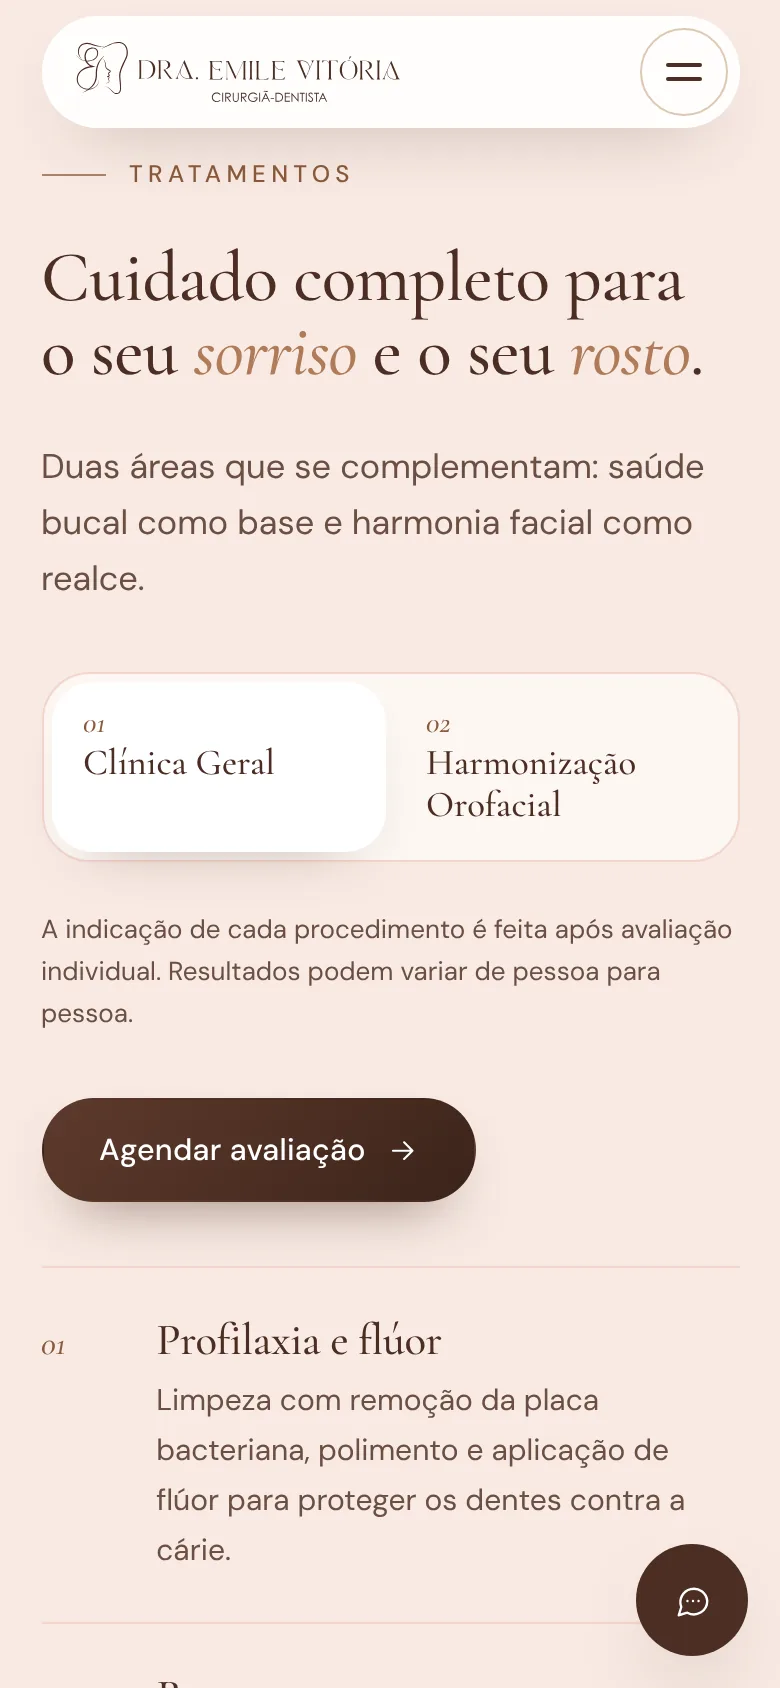 DRA. EMILE VITÓRIA
CIRURGIÃ-DENTISTA
TRATAMENTOS
Cuidado completo para
o seu sorriso e o seu rosto.
Duas áreas que se complementam: saúde
bucal como base e harmonia facial como
realce.
01
Clínica Geral
02
Harmonização
Orofacial
A indicação de cada procedimento é feita após avaliação
individual. Resultados podem variar de pessoa para
pessoa.
Agendar avaliação →
01
Profilaxia e flúor
Limpeza com remoção da placa
bacteriana, polimento e aplicação de
flúor para proteger os dentes contra a
cárie.